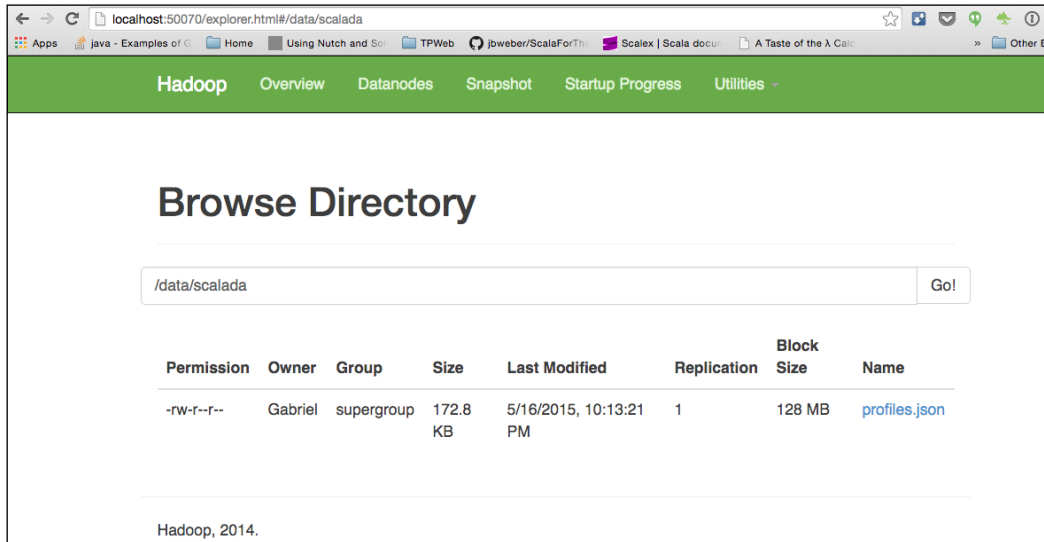 localhost:50070/explorer.html#/data/scalada
Apps java - Examples of G Home Using Nutch and Sol TPWeb jbweber/ScalaForThe Scalex | Scala docum A Taste of the λ Calc » Other B
Hadoop Overview Datanodes Snapshot Startup Progress Utilities
Browse Directory
/data/scalada Go!
Permission Owner Group Size Last Modified Replication Block Size Name
-rw-r--r-- Gabriel supergroup 172.8 KB 5/16/2015, 10:13:21 PM 1 128 MB profiles.json
Hadoop, 2014.